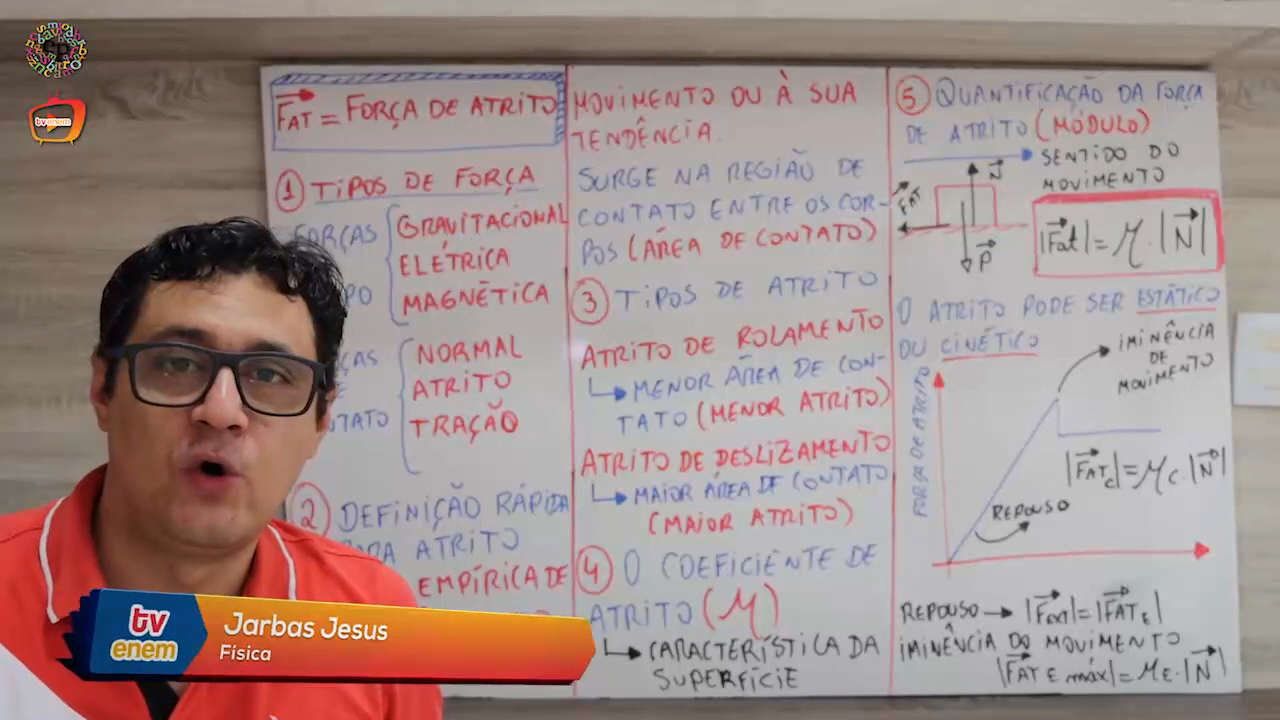 tv enem
FAT = FORÇA DE ATRITO
1 TIPOS DE FORÇA
FORÇAS
GRAVITACIONAL
ELÉTRICA
MAGNÉTICA
NORMAL
ATRITO
TRAÇÃO
2 DEFINIÇÃO RÁPIDA
ATRITO
EMPÍRICA DE
MOVIMENTO OU À SUA
TENDÊNCIA.
SURGE NA REGIÃO DE
CONTATO ENTRE OS COR-
POS (ÁREA DE CONTATO)
3 TIPOS DE ATRITO
ATRITO DE ROLAMENTO
MENOR ÁREA DE CON-
TATO (MENOR ATRITO)
ATRITO DE DESLIZAMENTO
MAIOR ÁREA DE CONTATO
(MAIOR ATRITO)
4 O COEFICIENTE DE
ATRITO (μ)
CARACTERÍSTICA DA
SUPERFÍCIE
5 QUANTIFICAÇÃO DA FORÇA
DE ATRITO (MÓDULO)
SENTIDO DO
MOVIMENTO
N
Fat
P
|Fat| = μ . |N|
O ATRITO PODE SER ESTÁTICO
OU CINÉTICO
IMINÊNCIA
DE
MOVIMENTO
FORÇA DE ATRITO
|FATc| = μc . |N|
REPOUSO
REPOUSO → |Fext| = |FATE|
IMINÊNCIA DO MOVIMENTO
|FAT E máx| = μE . |N|
tv enem
Jarbas Jesus
Física